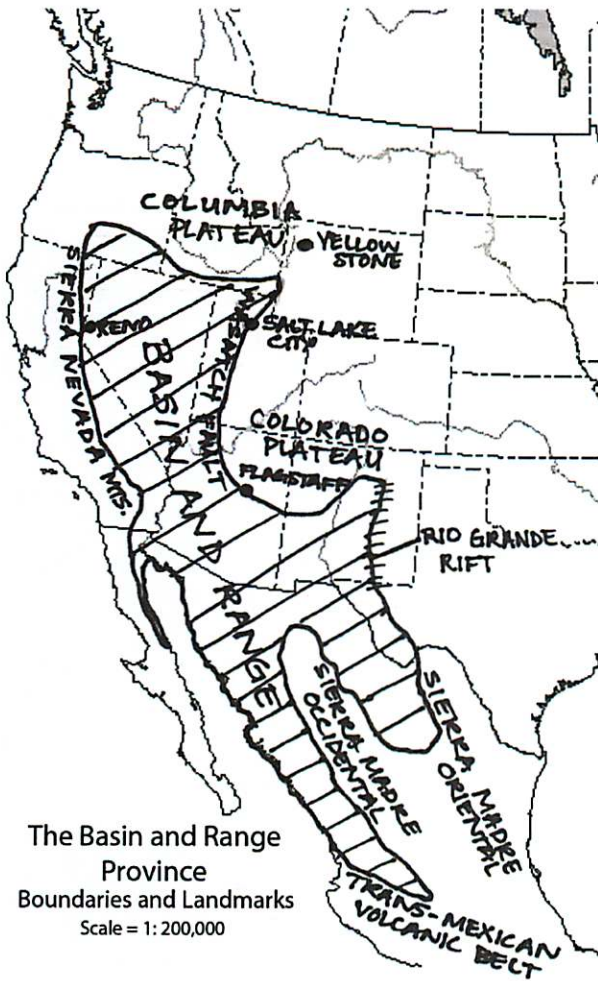 COLUMBIA
PLATEAU
YELLOW
STONE
SIERRA NEVADA MTS.
RENO
WASATCH FAULT
SALT LAKE
CITY
BASIN AND RANGE
COLORADO
PLATEAU
FLAGSTAFF
RIO GRANDE
RIFT
SIERRA MADRE
OCCIDENTAL
SIERRA MADRE
ORIENTAL
TRANS-MEXICAN
VOLCANIC BELT
The Basin and Range
Province
Boundaries and Landmarks
Scale = 1: 200,000